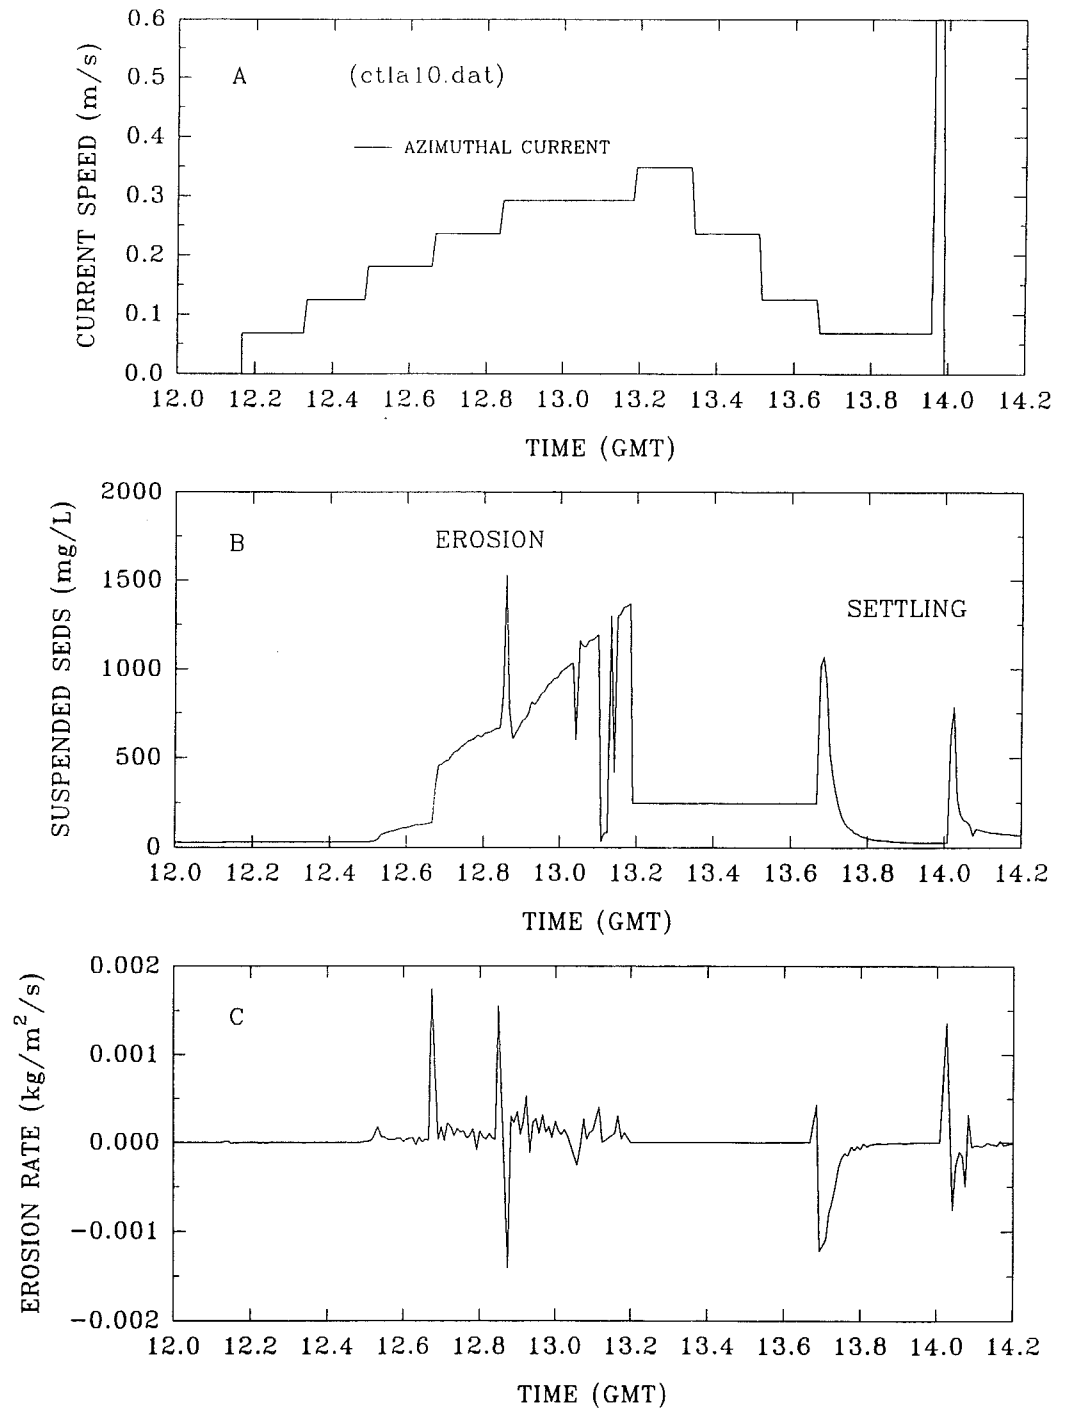 0.6
A (ctla10.dat)
0.5
AZIMUTHAL CURRENT
0.4
0.3
0.2
0.1
0.0
CURRENT SPEED (m/s)
12.0 12.2 12.4 12.6 12.8 13.0 13.2 13.4 13.6 13.8 14.0 14.2
TIME (GMT)
2000
B EROSION
1500
SETTLING
1000
500
0
SUSPENDED SEDS (mg/L)
12.0 12.2 12.4 12.6 12.8 13.0 13.2 13.4 13.6 13.8 14.0 14.2
TIME (GMT)
0.002
C
0.001
0.000
-0.001
-0.002
EROSION RATE (kg/m²/s)
12.0 12.2 12.4 12.6 12.8 13.0 13.2 13.4 13.6 13.8 14.0 14.2
TIME (GMT)